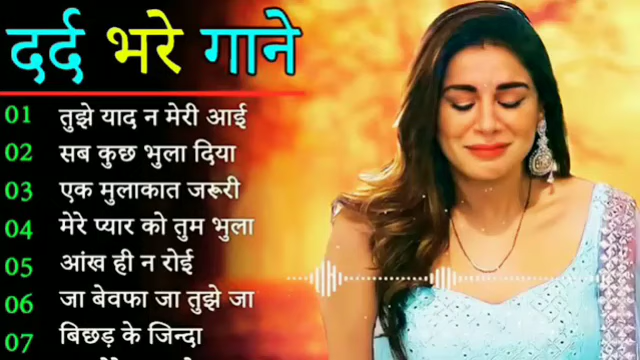 दर्द भरे गाने
01 तुझे याद न मेरी आई
02 सब कुछ भुला दिया
03 एक मुलाकात जरूरी
04 मेरे प्यार को तुम भुला
05 आंख ही न रोई
06 जा बेवफा जा तुझे जा
07 बिछड़ के जिन्दा